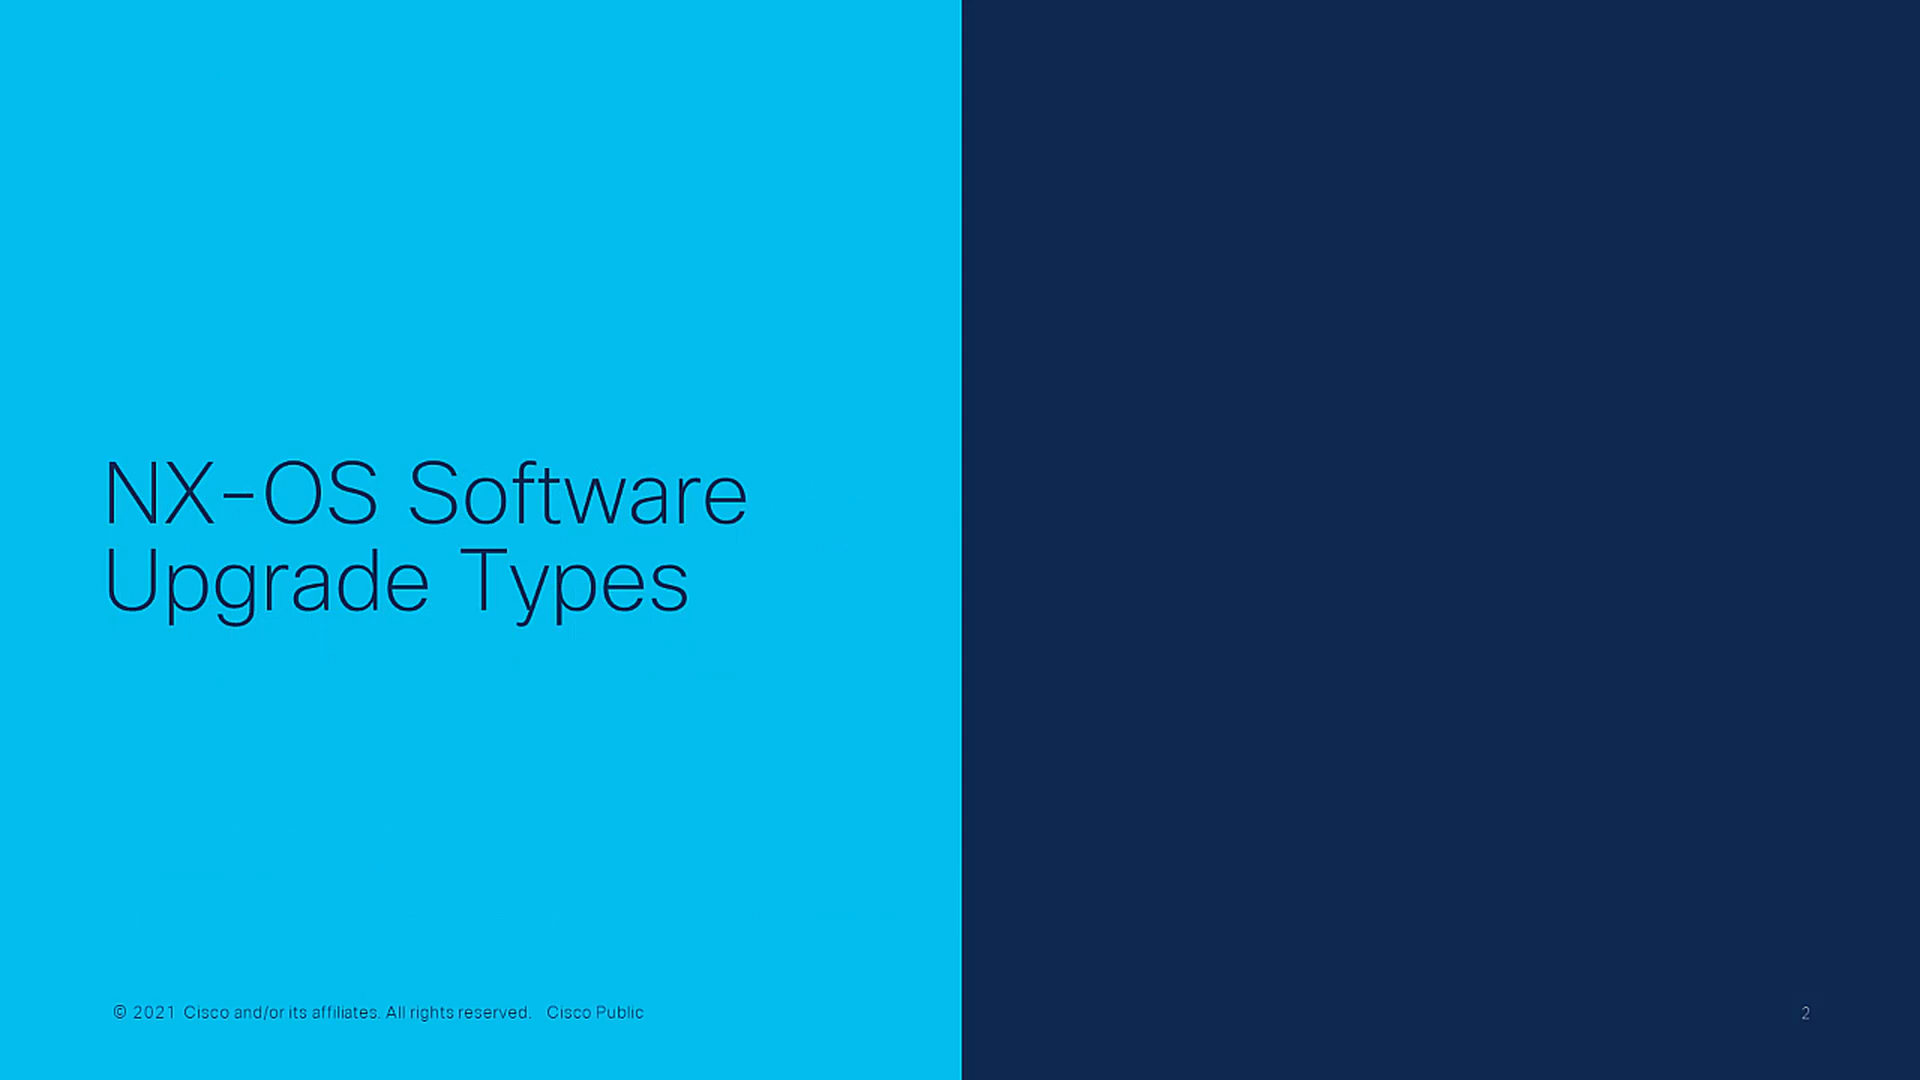 NX-OS Software
Upgrade Types
© 2021 Cisco and/or its affiliates. All rights reserved. Cisco Public
2